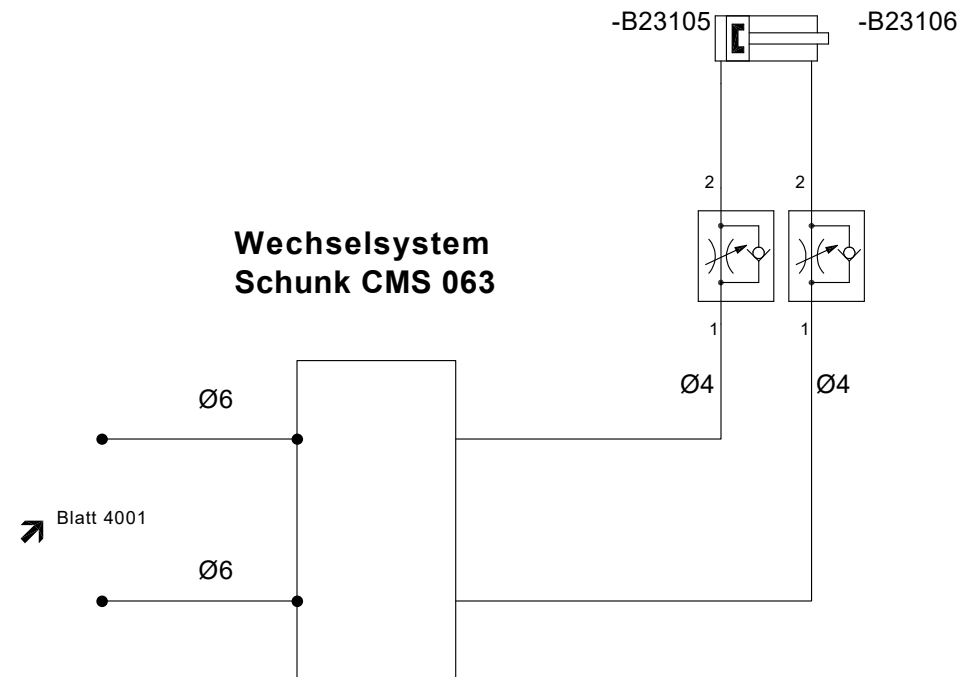 -B23105
-B23106
2
2
Wechselsystem
Schunk CMS 063
1
1
Ø4
Ø4
Ø6
Blatt 4001
Ø6